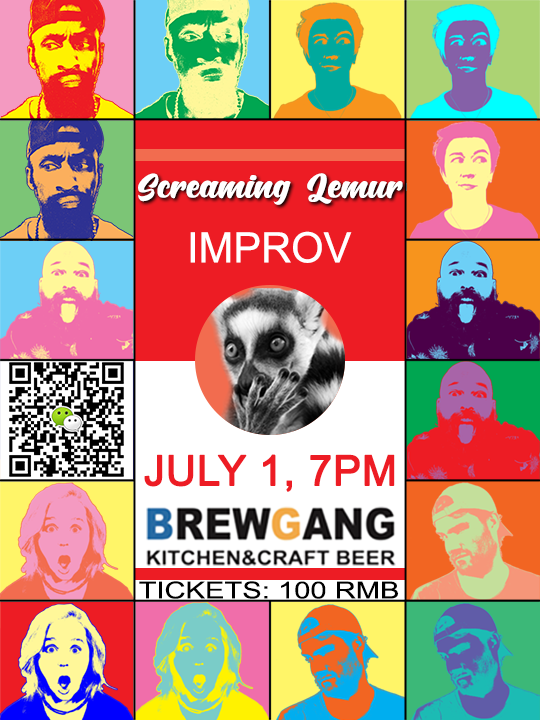 Screaming Lemur
IMPROV
JULY 1, 7PM
BREWGANG
KITCHEN&CRAFT BEER
TICKETS: 100 RMB